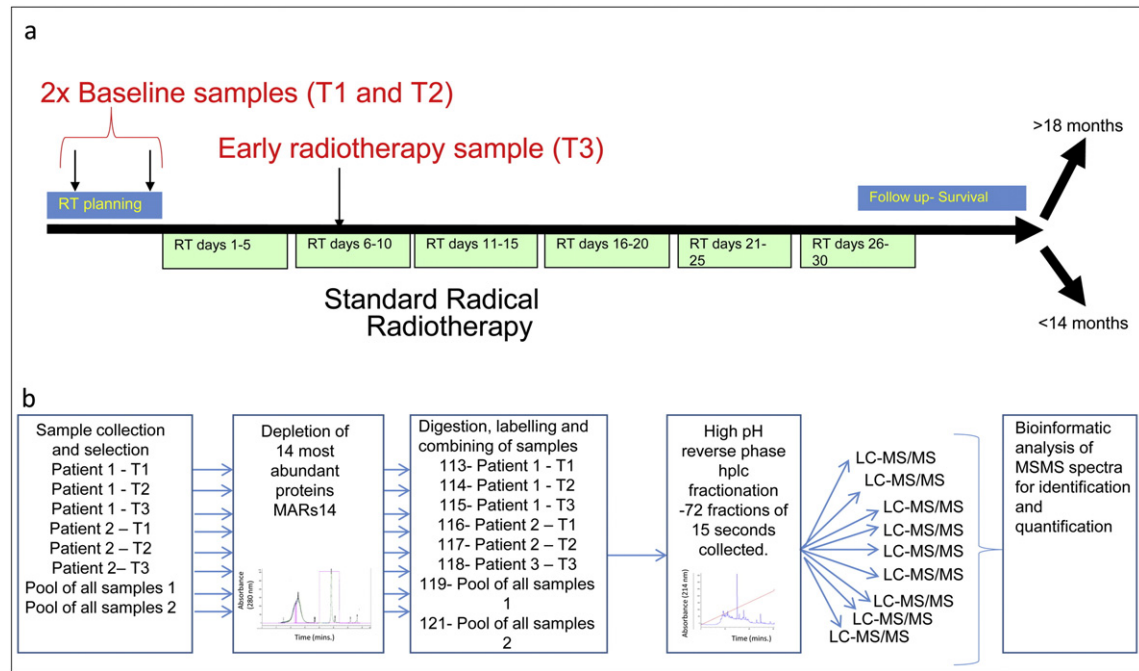 a
2x Baseline samples (T1 and T2)
Early radiotherapy sample (T3)
>18 months
RT planning
Follow up- Survival
RT days 1-5
RT days 6-10
RT days 11-15
RT days 16-20
RT days 21-
25
RT days 26-
30
Standard Radical
Radiotherapy
<14 months
b
Sample collection
and selection
Patient 1 - T1
Patient 1 - T2
Patient 1 - T3
Patient 2 – T1
Patient 2 – T2
Patient 2– T3
Pool of all samples 1
Pool of all samples 2
Depletion of
14 most
abundant
proteins
MARs14
Absorbance
(280 nm)
Time (mins.)
Digestion, labelling and
combining of samples
113- Patient 1 - T1
114- Patient 1 - T2
115- Patient 1 - T3
116- Patient 2 – T1
117- Patient 2 – T2
118- Patient 3 – T3
119- Pool of all samples
1
121- Pool of all samples
2
High pH
reverse phase
hplc
fractionation
-72 fractions of
15 seconds
collected.
Absorbance (214 nm)
Time (mins.)
LC-MS/MS
LC-MS/MS
LC-MS/MS
LC-MS/MS
LC-MS/MS
LC-MS/MS
LC-MS/MS
LC-MS/MS
LC-MS/MS
Bioinformatic
analysis of
MSMS spectra
for identification
and
quantification